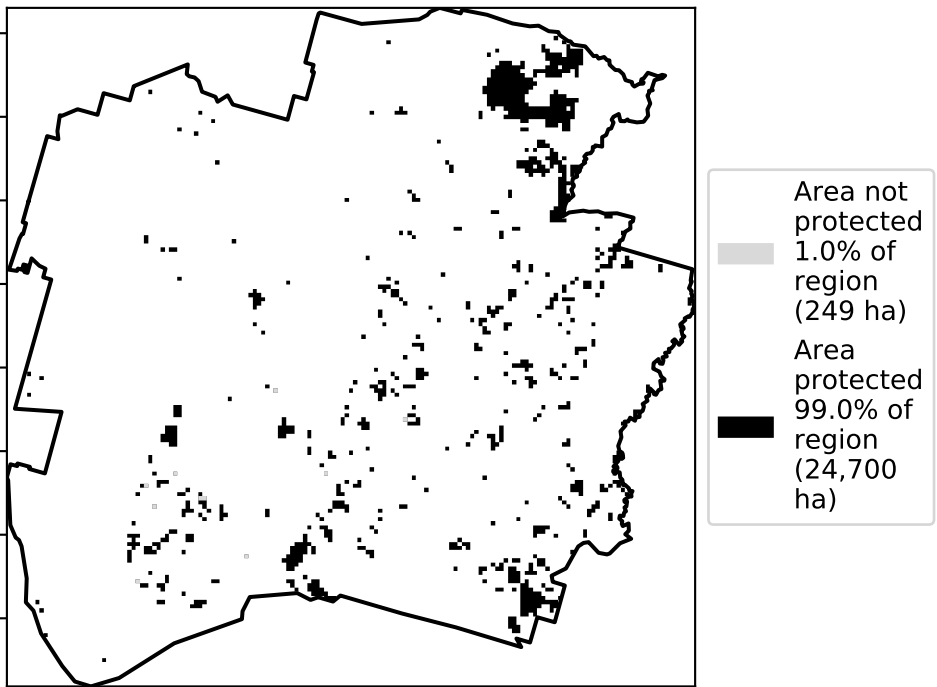 Area not
protected
1.0% of
region
(249 ha)
Area
protected
99.0% of
region
(24,700
ha)